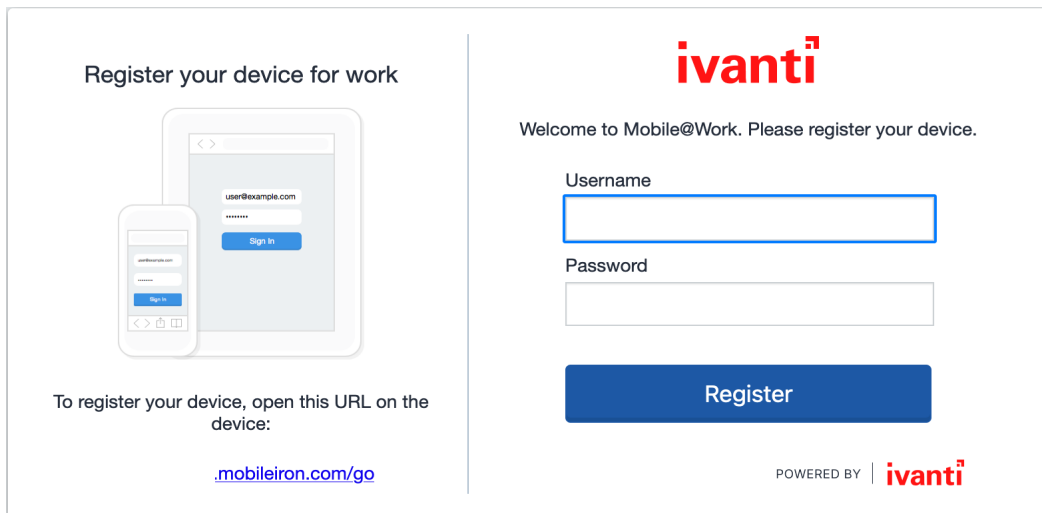 Register your device for work
user@example.com
••••••••
Sign In
user@example.com
••••••••
Sign In
To register your device, open this URL on the
device:
.mobileiron.com/go
ivanti
Welcome to Mobile@Work. Please register your device.
Username
Password
Register
POWERED BY | ivanti